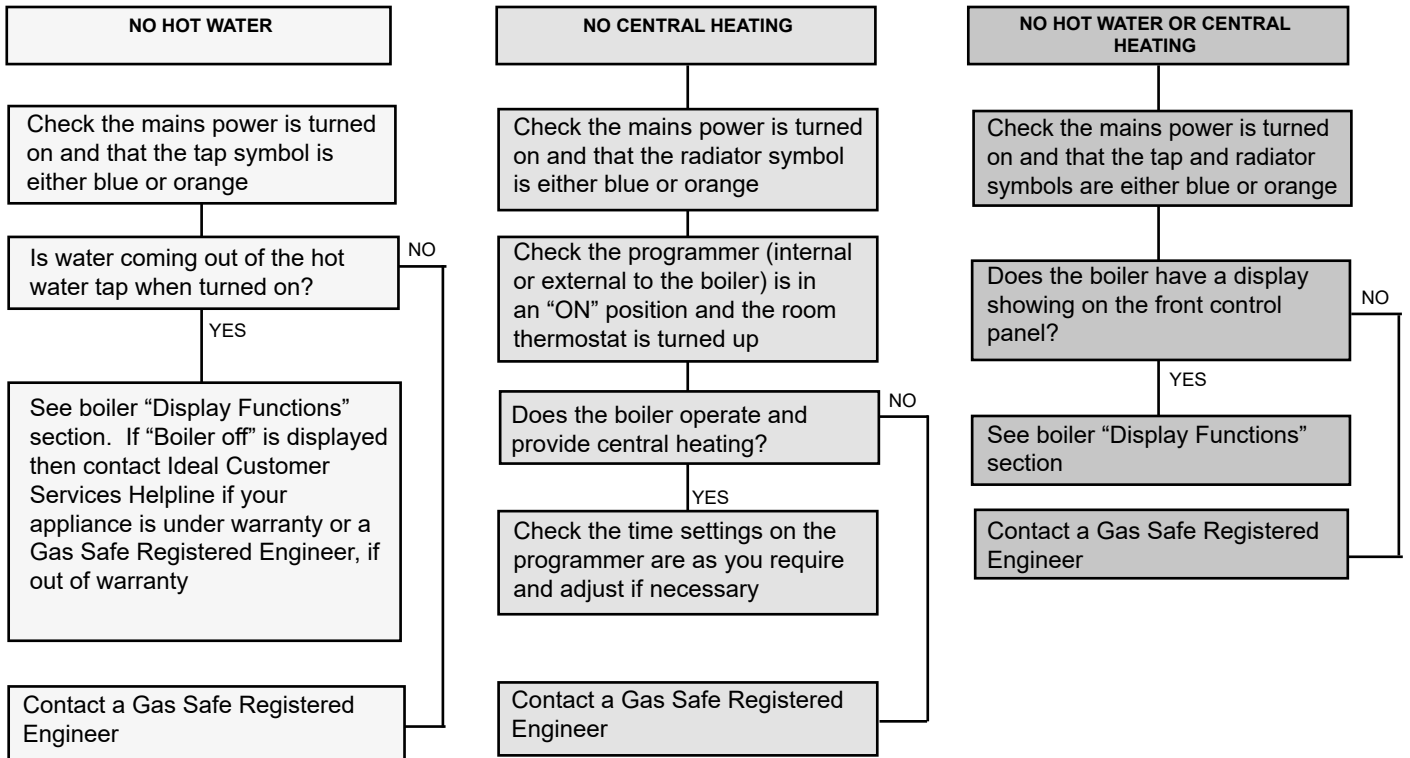 NO HOT WATER
Check the mains power is turned
on and that the tap symbol is
either blue or orange
Is water coming out of the hot
water tap when turned on?
NO
YES
See boiler “Display Functions”
section.  If “Boiler off” is displayed
then contact Ideal Customer
Services Helpline if your
appliance is under warranty or a
Gas Safe Registered Engineer, if
out of warranty
Contact a Gas Safe Registered
Engineer
NO CENTRAL HEATING
Check the mains power is turned
on and that the radiator symbol
is either blue or orange
Check the programmer (internal
or external to the boiler) is in
an “ON” position and the room
thermostat is turned up
Does the boiler operate and
provide central heating?
NO
YES
Check the time settings on the
programmer are as you require
and adjust if necessary
Contact a Gas Safe Registered
Engineer
NO HOT WATER OR CENTRAL
HEATING
Check the mains power is turned
on and that the tap and radiator
symbols are either blue or orange
Does the boiler have a display
showing on the front control
panel?
NO
YES
See boiler “Display Functions”
section
Contact a Gas Safe Registered
Engineer